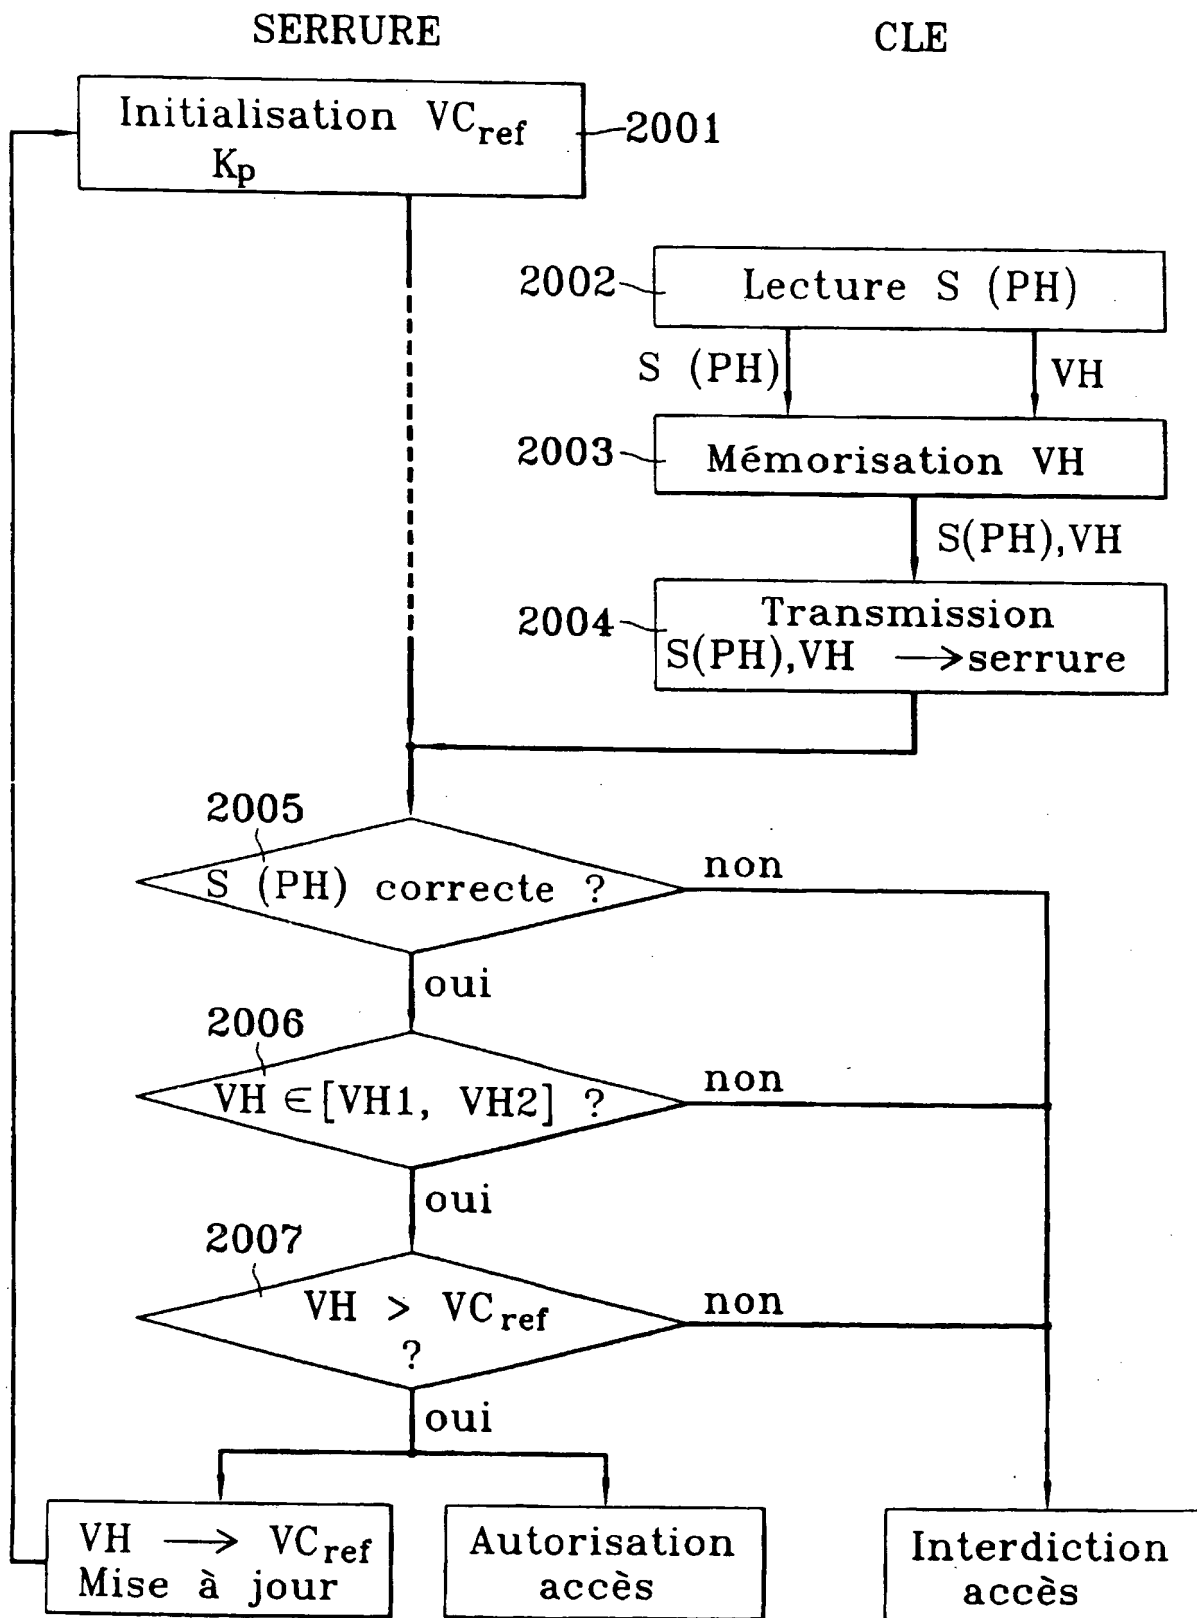 SERRURE
CLE
Initialisation VCref
Kp
2001
2002
Lecture S (PH)
S (PH)
VH
2003
Mémorisation VH
S(PH),VH
2004
Transmission
S(PH),VH → serrure
2005
S (PH) correcte ?
non
oui
2006
VH ∈ [VH1, VH2] ?
non
oui
2007
VH > VCref
?
non
oui
VH → VCref
Mise à jour
Autorisation
accès
Interdiction
accès